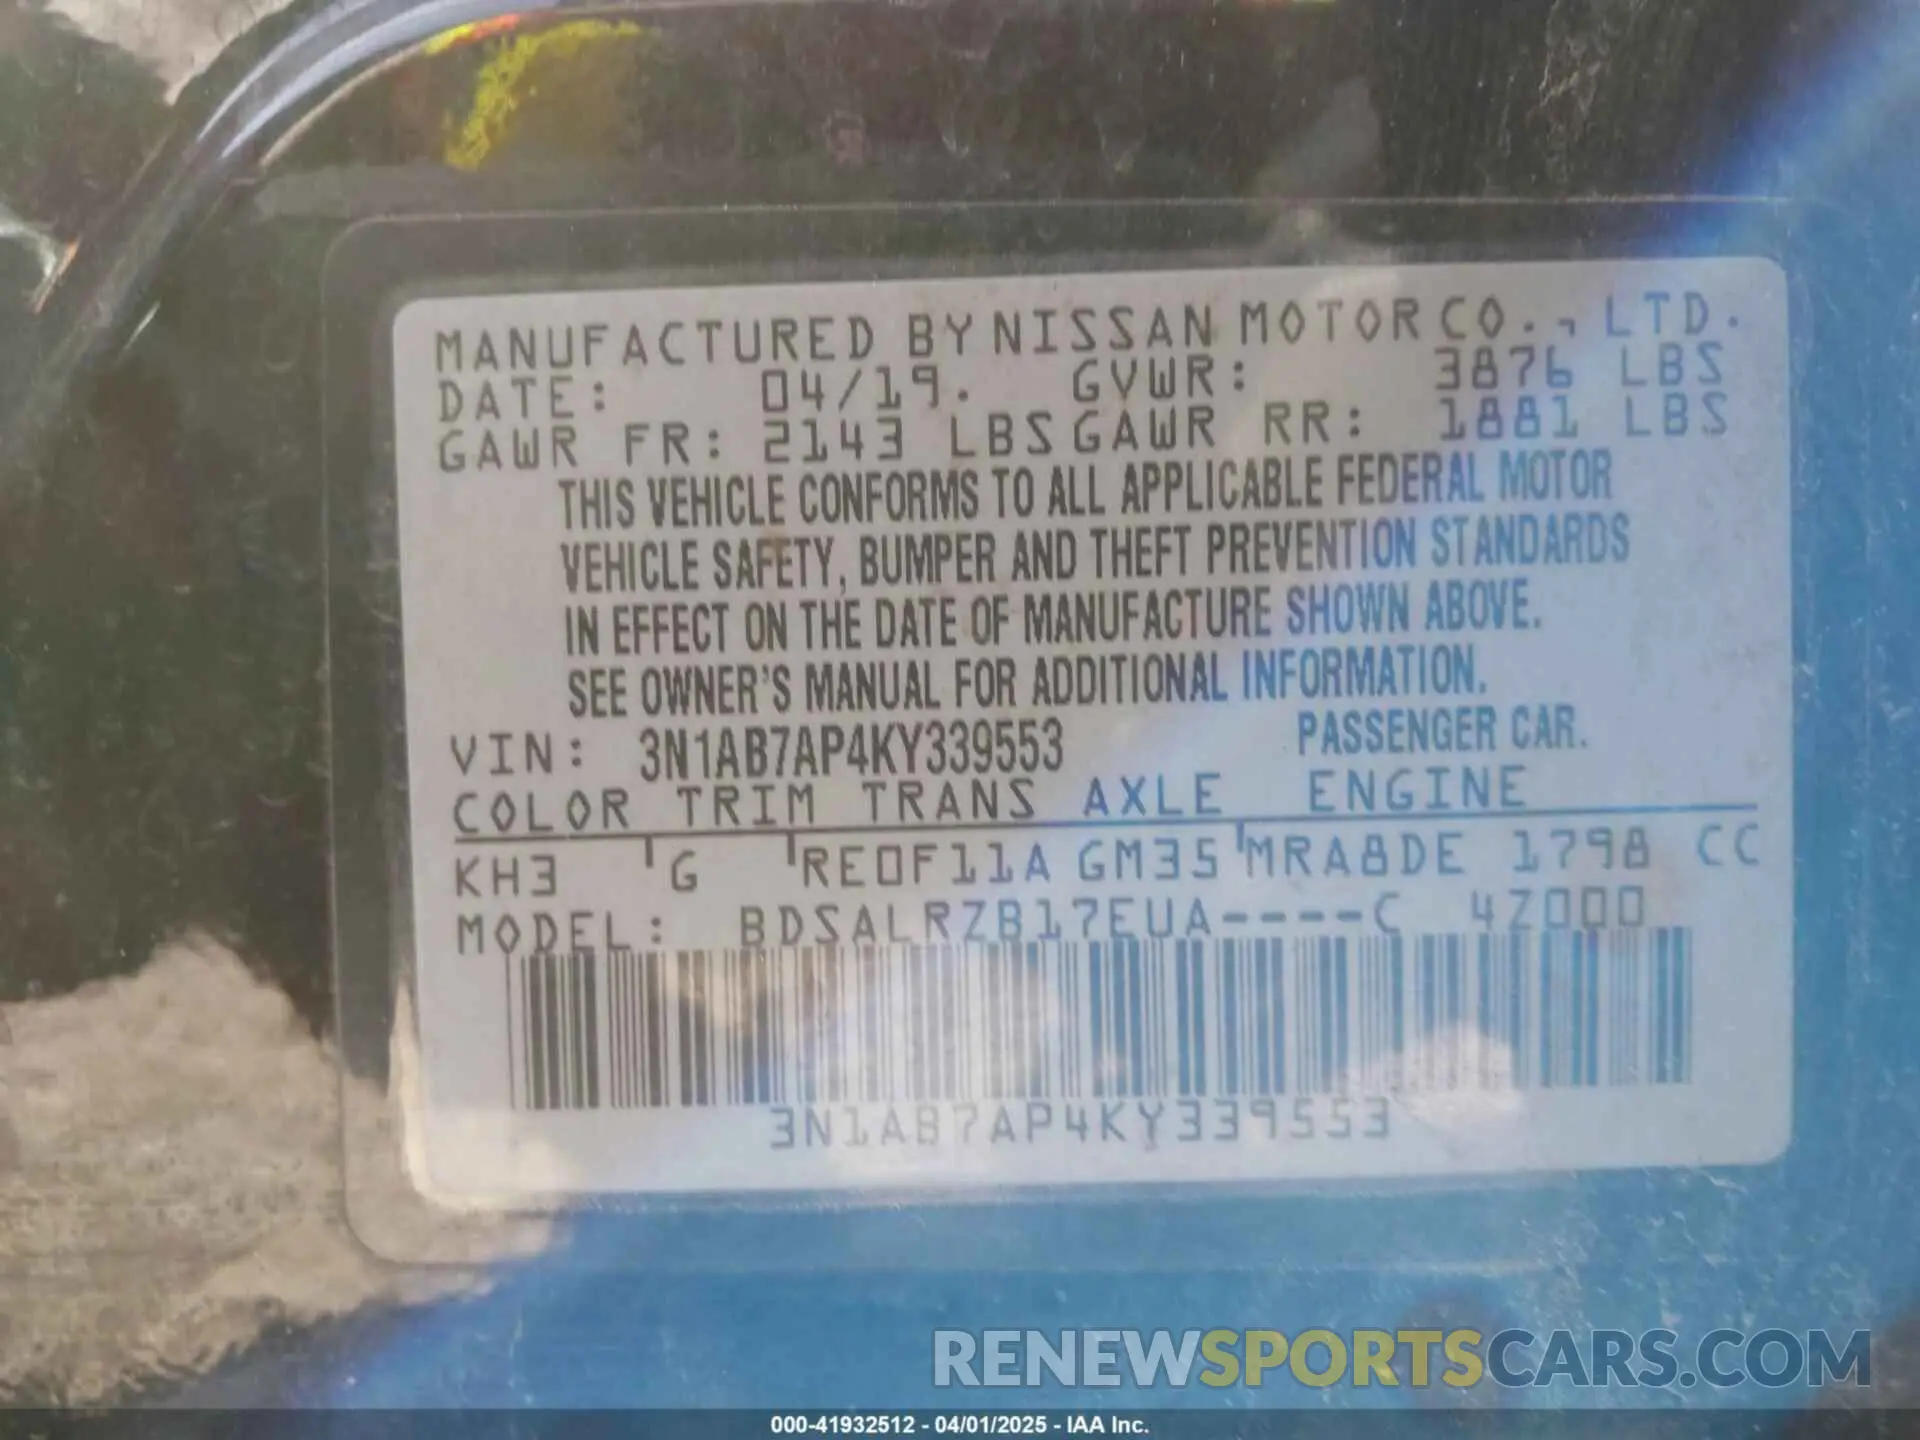 MANUFACTURED BY NISSAN MOTOR CO., LTD.
DATE: 04/19. GVWR: 3876 LBS
GAWR FR: 2143 LBS GAWR RR: 1881 LBS
THIS VEHICLE CONFORMS TO ALL APPLICABLE FEDERAL MOTOR
VEHICLE SAFETY, BUMPER AND THEFT PREVENTION STANDARDS
IN EFFECT ON THE DATE OF MANUFACTURE SHOWN ABOVE.
SEE OWNER'S MANUAL FOR ADDITIONAL INFORMATION.
VIN: 3N1AB7AP4KY339553 PASSENGER CAR.
COLOR TRIM TRANS AXLE ENGINE
KH3 G RE0F11A GM35 MRA8DE 1798 CC
MODEL: BDSALRZB17EUA----C 4Z000
3N1AB7AP4KY339553
RENEWSPORTSCARS.COM
000-41932512 - 04/01/2025 - IAA Inc.